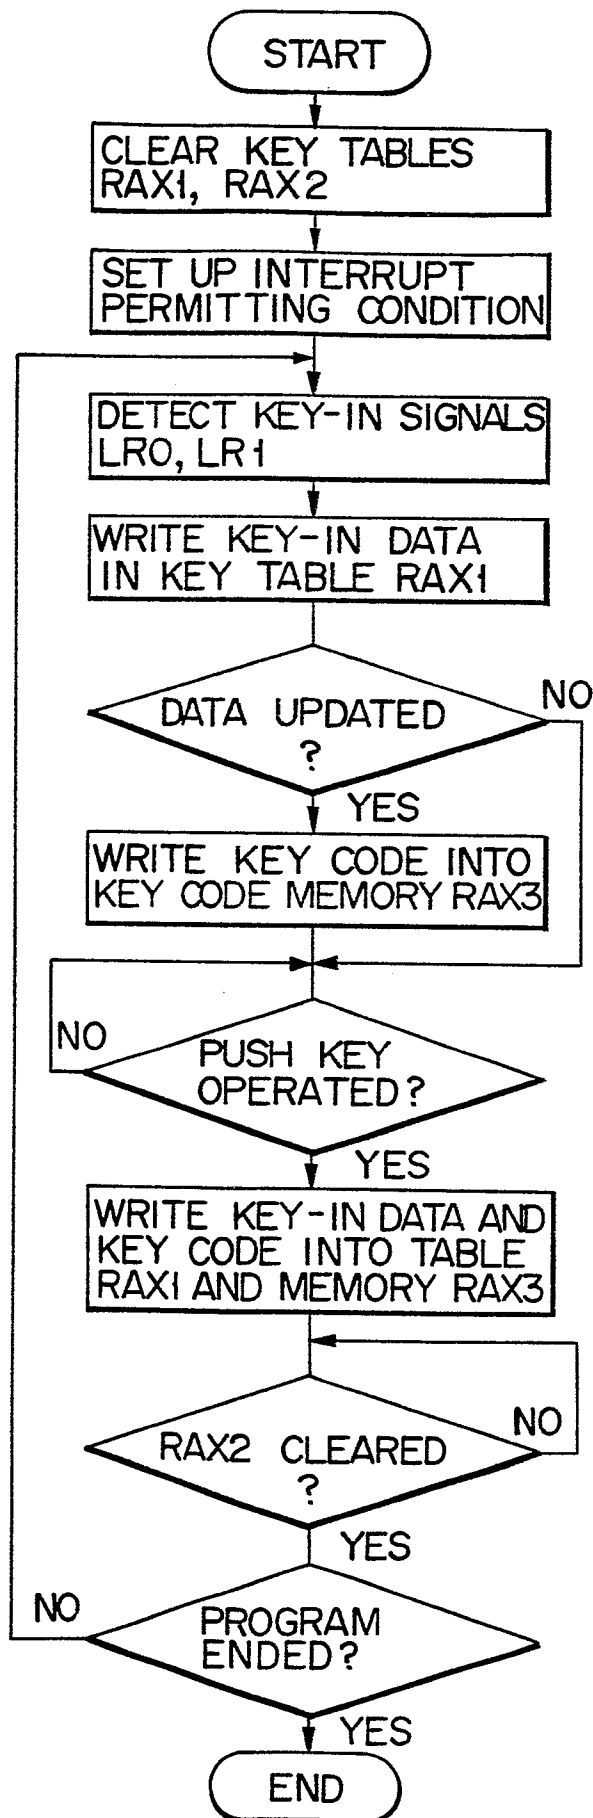 START
CLEAR KEY TABLES
RAX1, RAX2
SET UP INTERRUPT
PERMITTING CONDITION
DETECT KEY-IN SIGNALS
LR0, LR1
WRITE KEY-IN DATA
IN KEY TABLE RAX1
NO
DATA UPDATED
?
YES
WRITE KEY CODE INTO
KEY CODE MEMORY RAX3
NO
PUSH KEY
OPERATED?
YES
WRITE KEY-IN DATA AND
KEY CODE INTO TABLE
RAX1 AND MEMORY RAX3
NO
RAX2 CLEARED
?
YES
NO
PROGRAM
ENDED?
YES
END